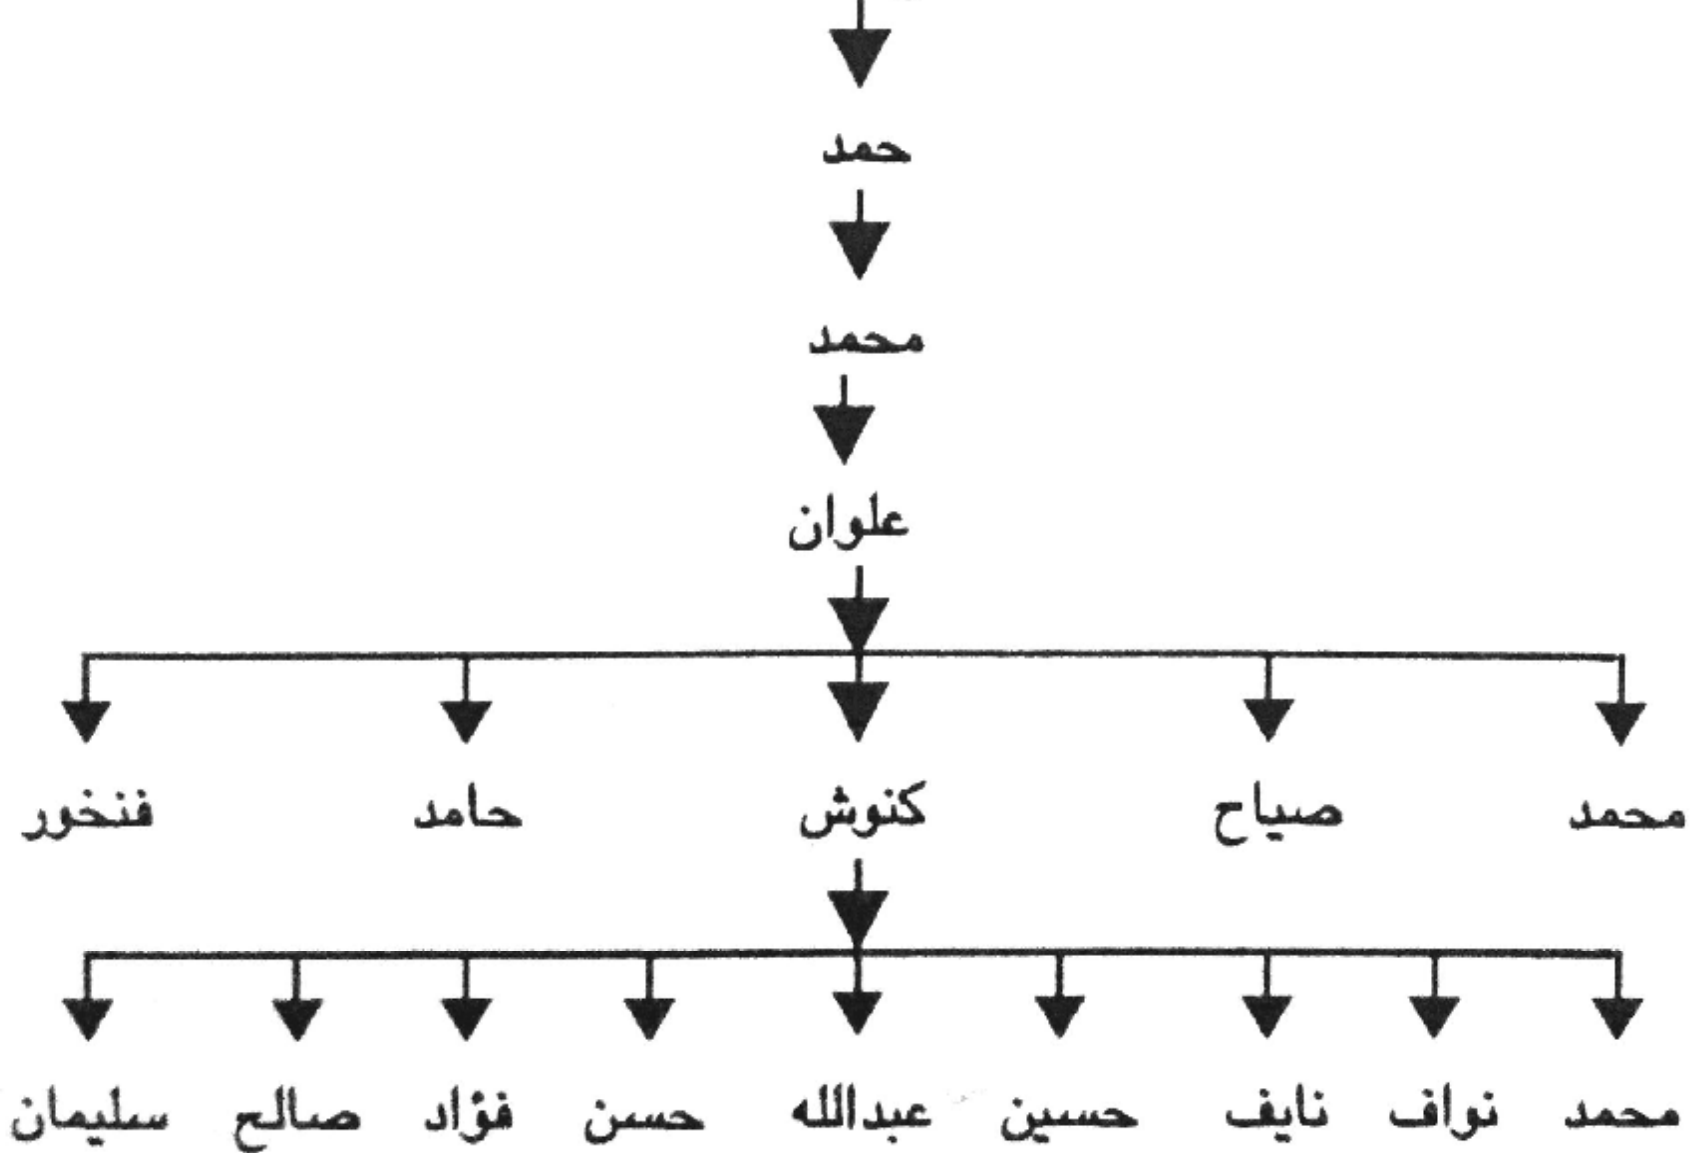 حمد
محمد
علوان
محمد صياح كنوش حامد فنخور
محمد نواف نايف حسين عبدالله حسن فؤاد صالح سليمان